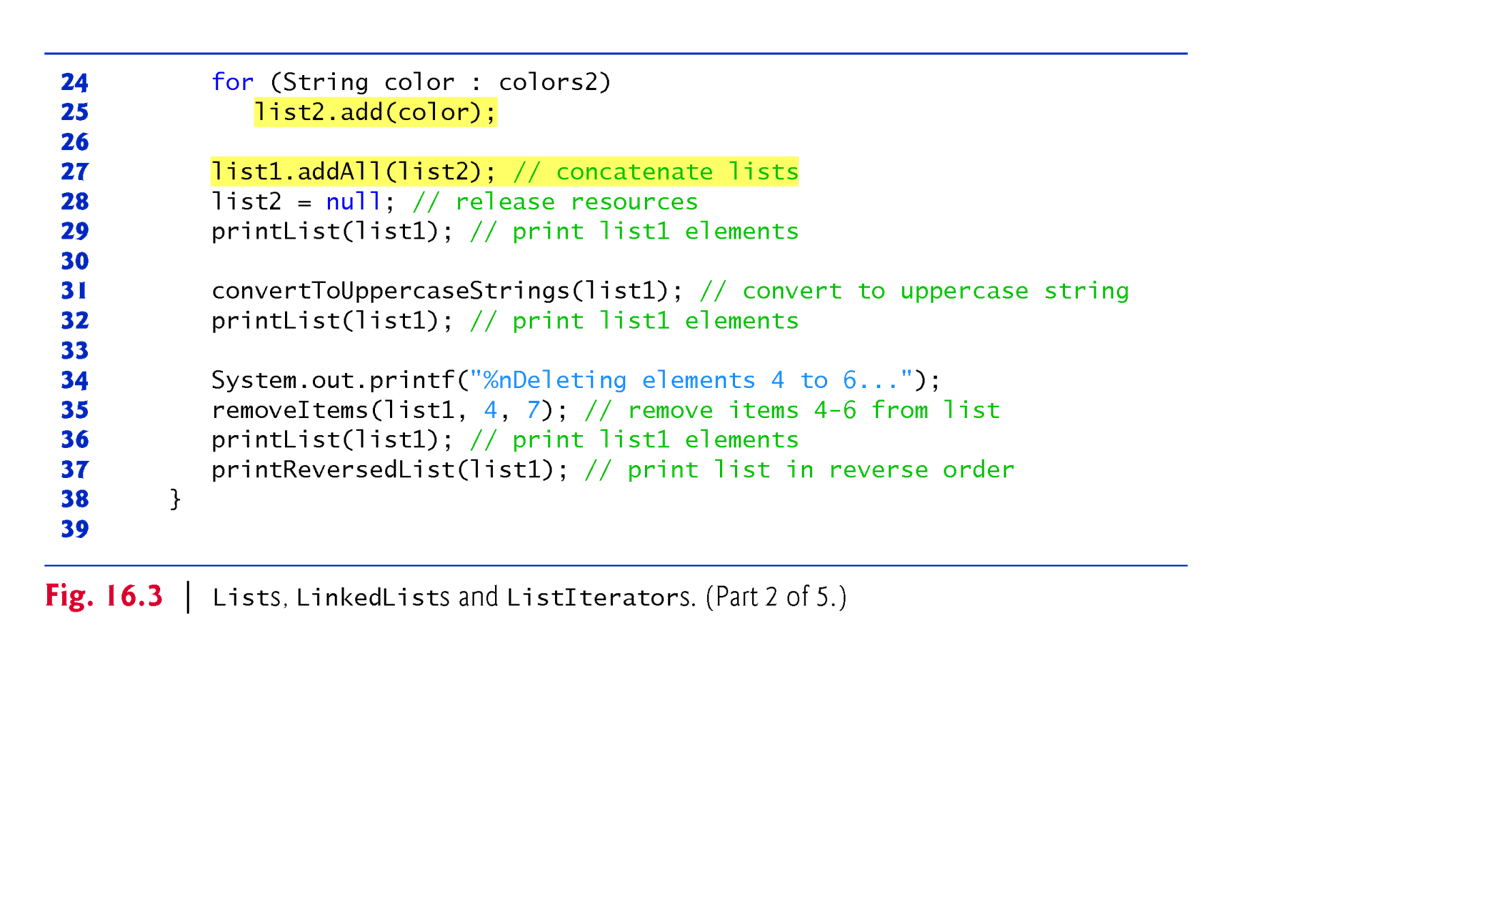 24 for (String color : colors2)
25 list2.add(color);
26
27 list1.addAll(list2); // concatenate lists
28 list2 = null; // release resources
29 printList(list1); // print list1 elements
30
31 convertToUppercaseStrings(list1); // convert to uppercase string
32 printList(list1); // print list1 elements
33
34 System.out.printf("%nDeleting elements 4 to 6...");
35 removeItems(list1, 4, 7); // remove items 4-6 from list
36 printList(list1); // print list1 elements
37 printReversedList(list1); // print list in reverse order
38 }
39
Fig. 16.3 | Lists, LinkedLists and ListIterators. (Part 2 of 5.)